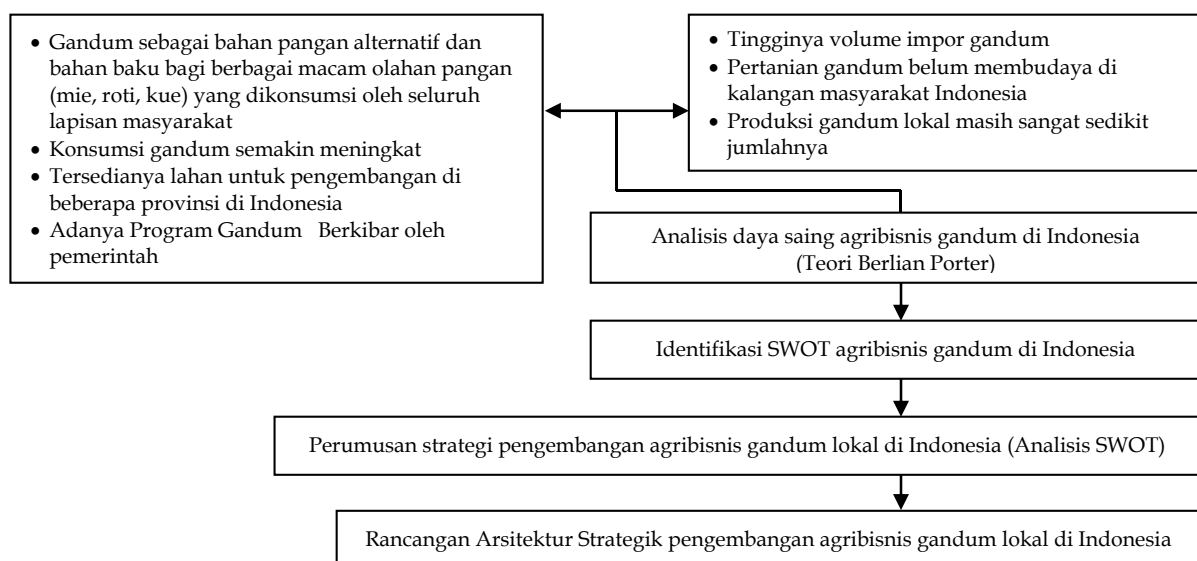 • Gandum sebagai bahan pangan alternatif dan
bahan baku bagi berbagai macam olahan pangan
(mie, roti, kue) yang dikonsumsi oleh seluruh
lapisan masyarakat
• Konsumsi gandum semakin meningkat
• Tersedianya lahan untuk pengembangan di
beberapa provinsi di Indonesia
• Adanya Program Gandum Berkibar oleh
pemerintah
• Tingginya volume impor gandum
• Pertanian gandum belum membudaya di
kalangan masyarakat Indonesia
• Produksi gandum lokal masih sangat sedikit
jumlahnya
Analisis daya saing agribisnis gandum di Indonesia
(Teori Berlian Porter)
Identifikasi SWOT agribisnis gandum di Indonesia
Perumusan strategi pengembangan agribisnis gandum lokal di Indonesia (Analisis SWOT)
Rancangan Arsitektur Strategik pengembangan agribisnis gandum lokal di Indonesia